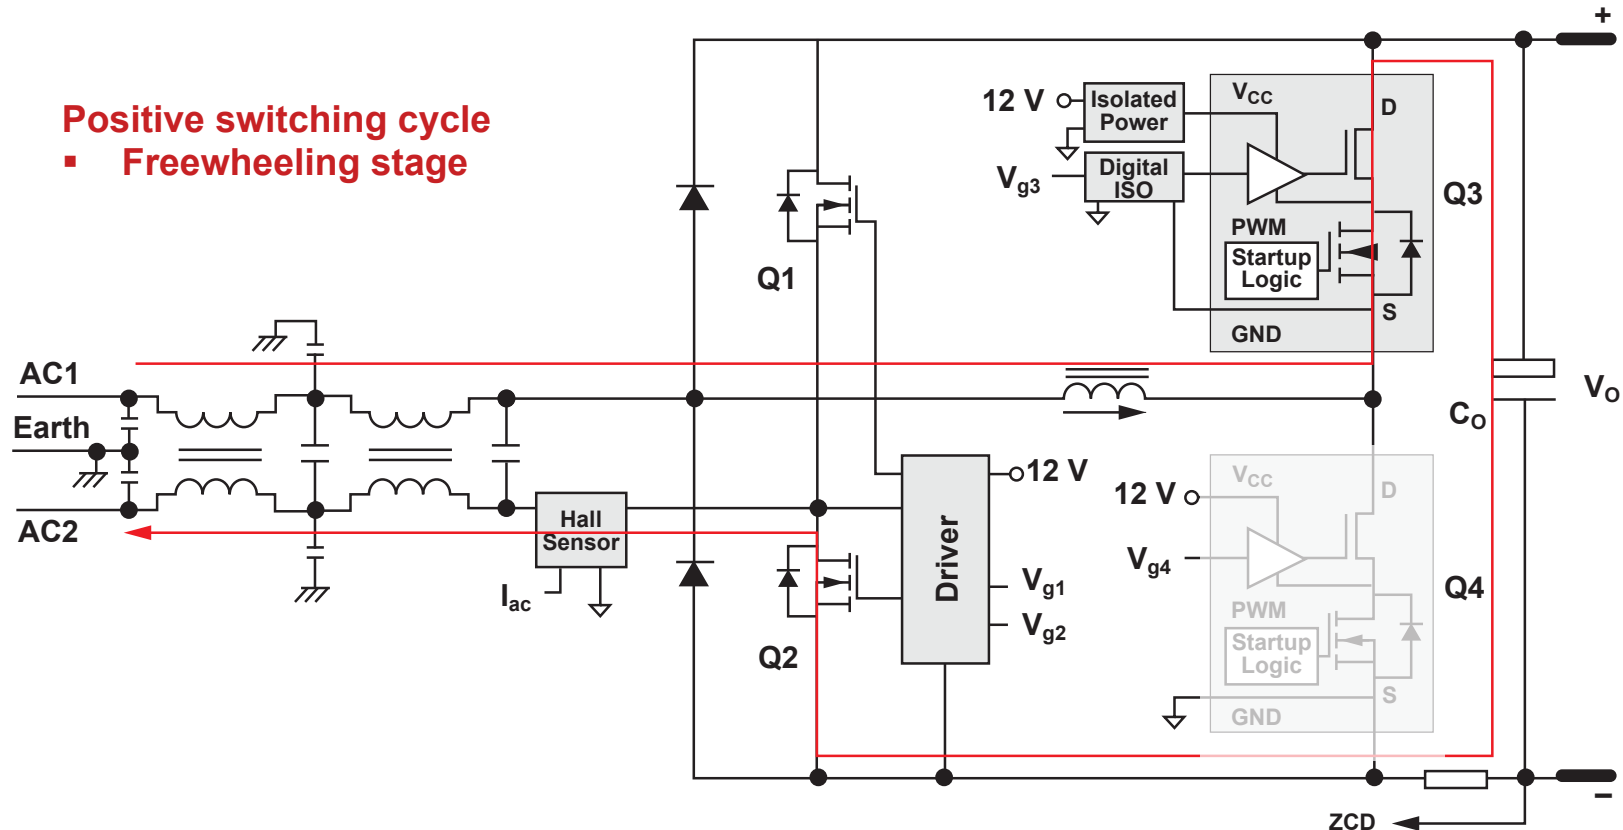 +
Positive switching cycle
▪ Freewheeling stage
12 V
Isolated
Power
VCC
D
Vg3
Digital
ISO
Q3
PWM
Startup
Logic
S
GND
Q1
AC1
Earth
AC2
VO
CO
12 V
Hall
Sensor
Iac
Driver
Vg1
Vg2
Q2
12 V
VCC
D
Vg4
Q4
PWM
Startup
Logic
S
GND
–
ZCD